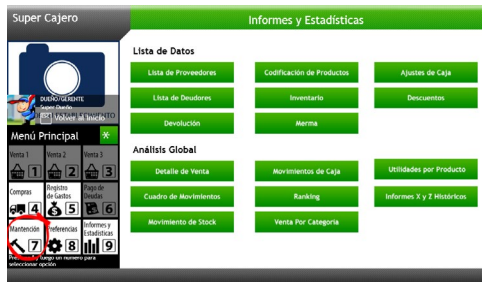 Super Cajero
Informes y Estadísticas
DUEÑO/GERENTE
Super Dueño
ESC Volver al Inicio
Menú Principal *
Venta 1 Venta 2 Venta 3
1 2 3
Compras Registro de Gastos Pago de Deudas
4 5 6
Mantención Preferencias Informes y Estadísticas
7 8 9
luego un número para
seleccionar opción
Lista de Datos
Lista de Proveedores Codificación de Productos Ajustes de Caja
Lista de Deudores Inventario Descuentos
Devolución Merma
Análisis Global
Detalle de Venta Movimientos de Caja Utilidades por Producto
Cuadro de Movimientos Ranking Informes X y Z Históricos
Movimiento de Stock Venta Por Categoría